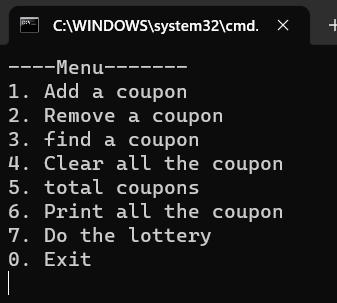 C:\WINDOWS\system32\cmd.
----Menu-------
1. Add a coupon
2. Remove a coupon
3. find a coupon
4. Clear all the coupon
5. total coupons
6. Print all the coupon
7. Do the lottery
0. Exit